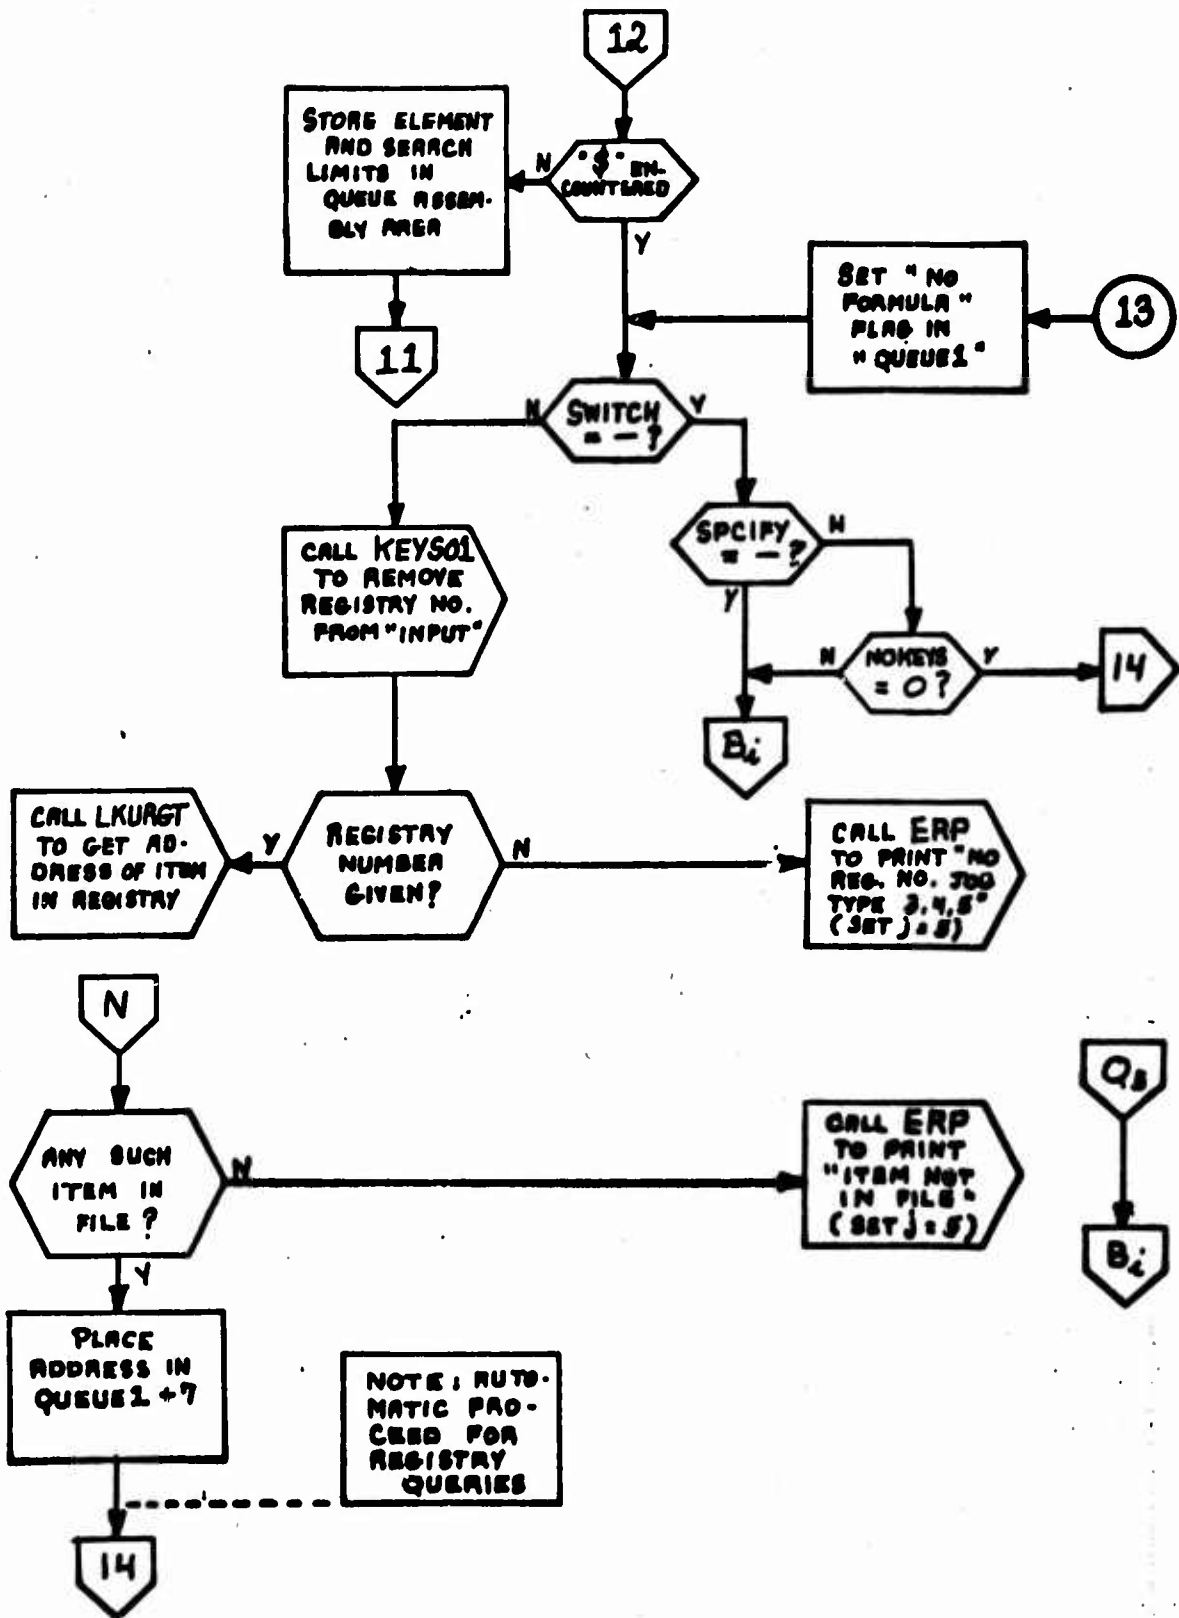 12
STORE ELEMENT
AND SEARCH
LIMITS IN
QUEUE ASSEM-
BLY AREA
N
"$" EN-
COUNTERED
Y
11
SET "NO
FORMULA"
FLAG IN
"QUEUE1"
13
N
SWITCH
= - ?
Y
CALL KEYS01
TO REMOVE
REGISTRY NO.
FROM "INPUT"
SPCIFY
= - ?
N
Y
N
NOKEYS
= 0 ?
Y
14
Bi
CALL LKURGT
TO GET AD-
DRESS OF ITEM
IN REGISTRY
Y
REGISTRY
NUMBER
GIVEN?
N
CALL ERP
TO PRINT "NO
REG. NO. JOB
TYPE 3,4,5"
(SET j = 5)
N
ANY SUCH
ITEM IN
FILE ?
N
Y
CALL ERP
TO PRINT
"ITEM NOT
IN FILE"
(SET j = 5)
Q5
Bi
PLACE
ADDRESS IN
QUEUE1 +7
NOTE: AUTO-
MATIC PRO-
CEED FOR
REGISTRY
QUERIES
14